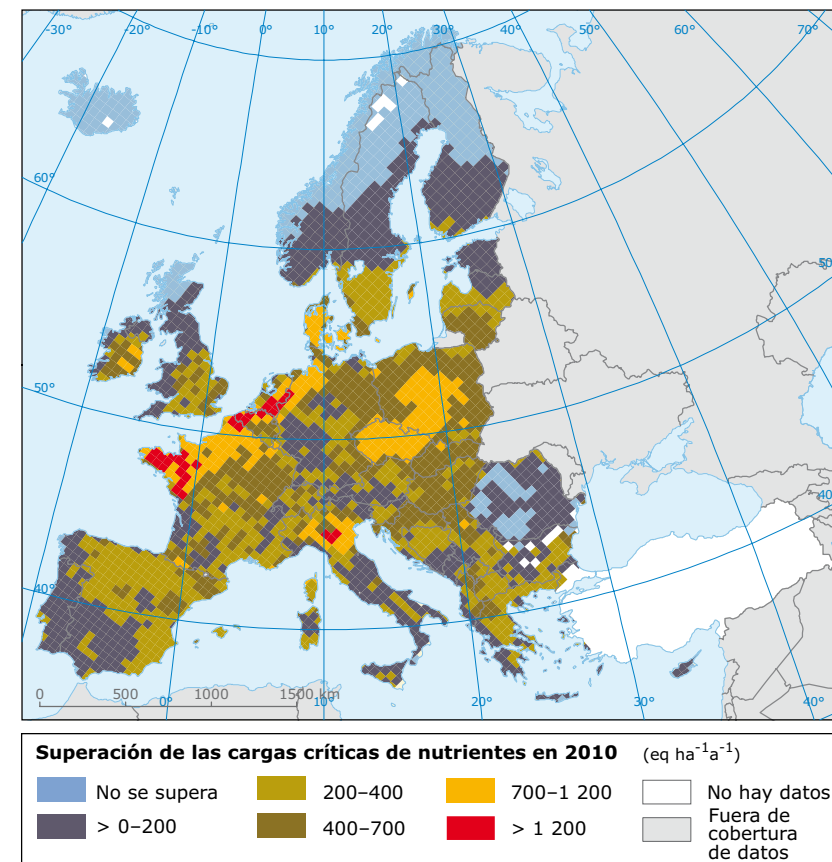 -30° -20° -10° 0° 10° 20° 30° 40° 50° 60° 70°
60°
50°
50°
40°
40°
0 500 1000 1500 km
0° 10° 20° 30° 40°
Superación de las cargas críticas de nutrientes en 2010 (eq ha-1a-1)
No se supera 200–400 700–1 200 No hay datos
> 0–200 400–700 > 1 200 Fuera de
cobertura
de datos